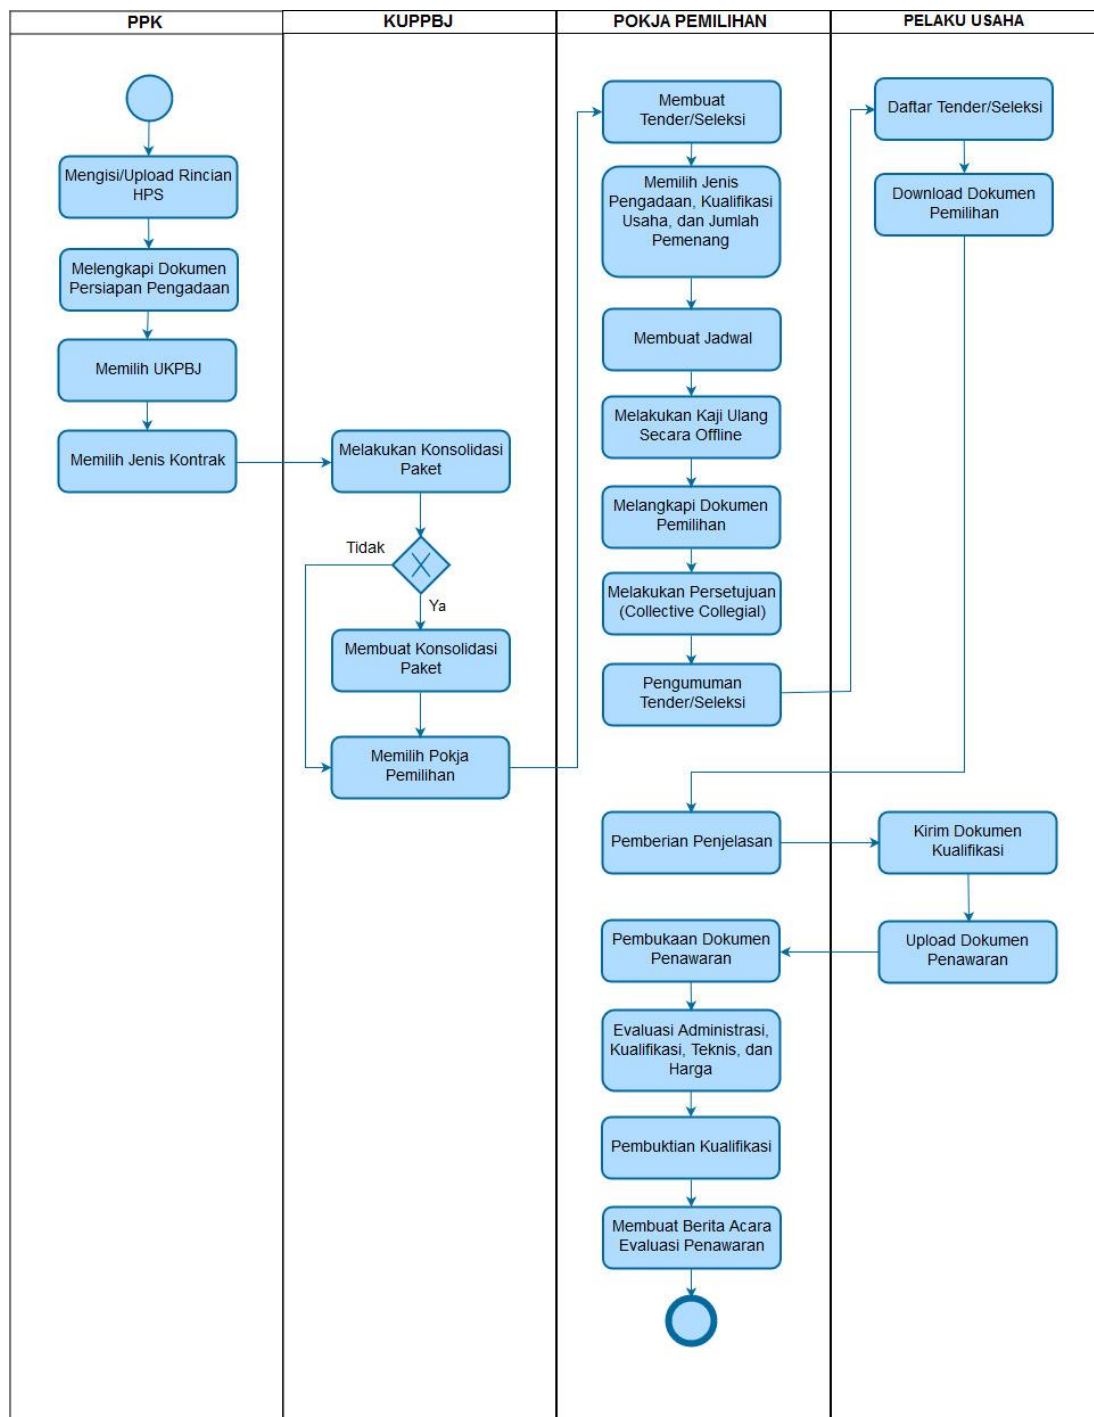 PPK
KUPPBJ
POKJA PEMILIHAN
PELAKU USAHA
Mengisi/Upload Rincian
HPS
Melengkapi Dokumen
Persiapan Pengadaan
Memilih UKPBJ
Memilih Jenis Kontrak
Melakukan Konsolidasi
Paket
Tidak
Ya
Membuat Konsolidasi
Paket
Memilih Pokja
Pemilihan
Membuat
Tender/Seleksi
Memilih Jenis
Pengadaan, Kualifikasi
Usaha, dan Jumlah
Pemenang
Membuat Jadwal
Melakukan Kaji Ulang
Secara Offline
Melangkapi Dokumen
Pemilihan
Melakukan Persetujuan
(Collective Collegial)
Pengumuman
Tender/Seleksi
Daftar Tender/Seleksi
Download Dokumen
Pemilihan
Pemberian Penjelasan
Kirim Dokumen
Kualifikasi
Upload Dokumen
Penawaran
Pembukaan Dokumen
Penawaran
Evaluasi Administrasi,
Kualifikasi, Teknis, dan
Harga
Pembuktian Kualifikasi
Membuat Berita Acara
Evaluasi Penawaran